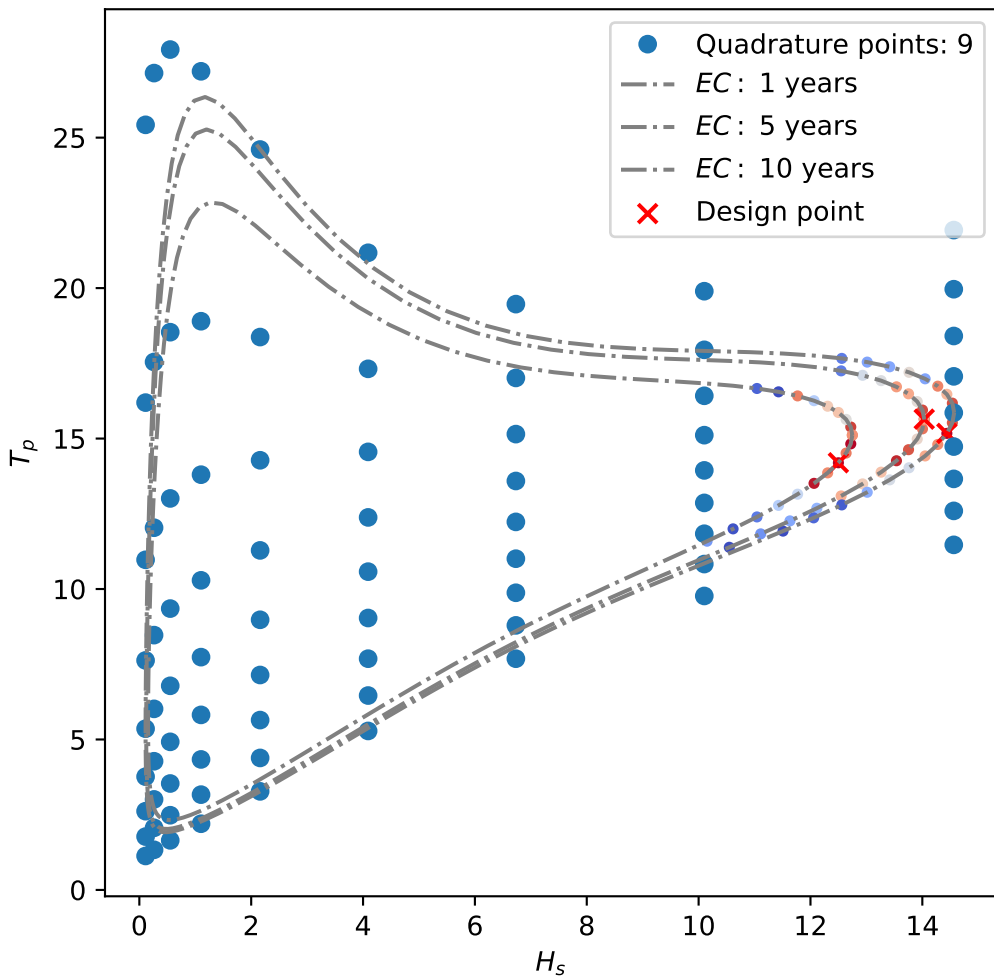 Quadrature points: 9
EC: 1 years
EC: 5 years
EC: 10 years
Design point
T_p
25
20
15
10
5
0
0 2 4 6 8 10 12 14
H_s